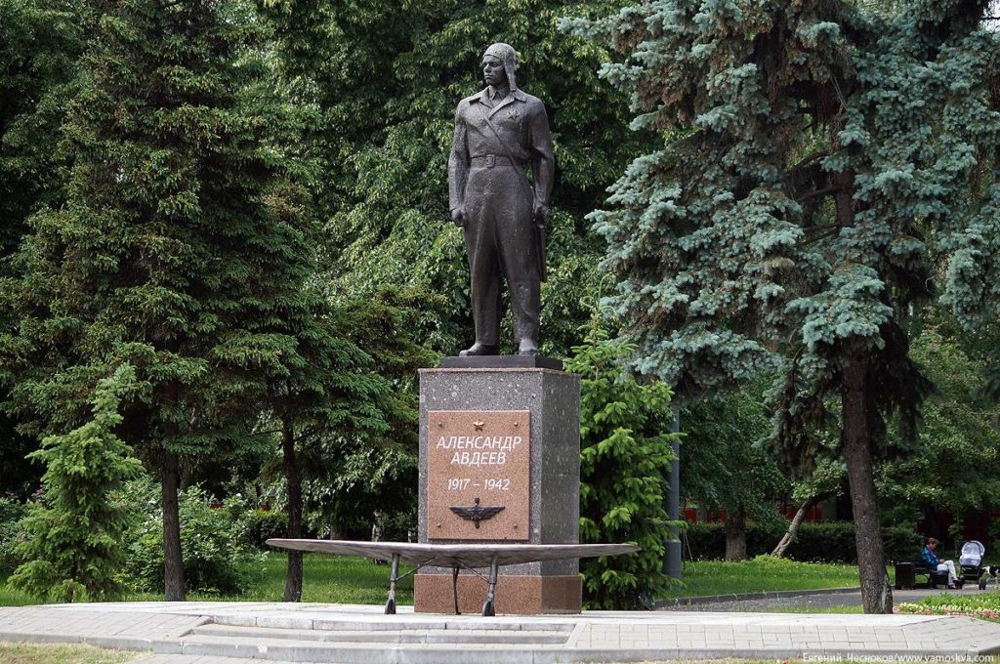 АЛЕКСАНДР
АВДЕЕВ
1917 – 1942
Евгений Чесноков/www.yamoskva.com